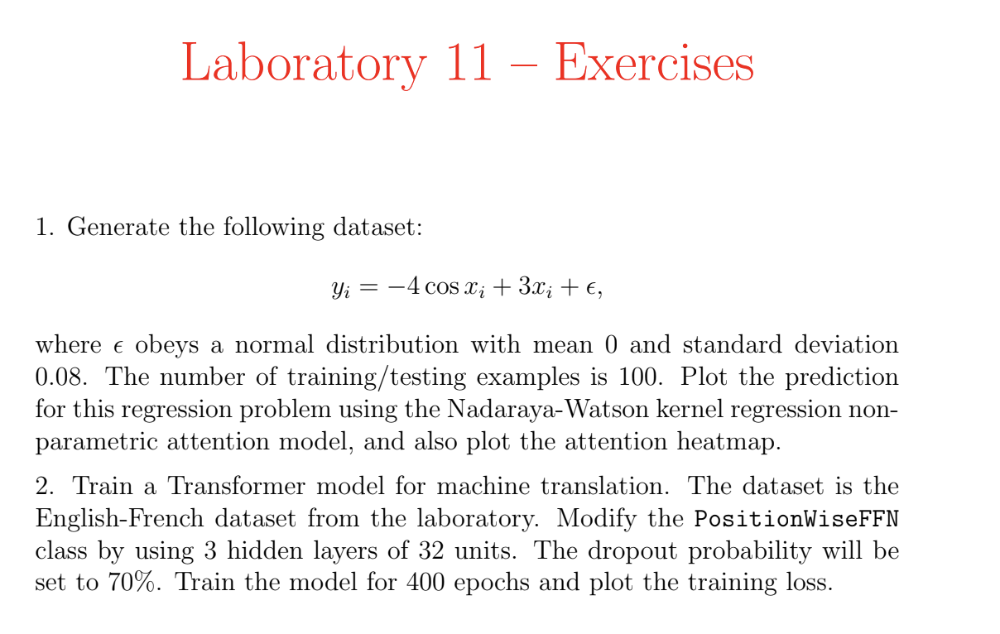 Laboratory 11 – Exercises
1. Generate the following dataset:
yᵢ = −4 cos xᵢ + 3xᵢ + ϵ,
where ϵ obeys a normal distribution with mean 0 and standard deviation
0.08. The number of training/testing examples is 100. Plot the prediction
for this regression problem using the Nadaraya-Watson kernel regression non-
parametric attention model, and also plot the attention heatmap.
2. Train a Transformer model for machine translation. The dataset is the
English-French dataset from the laboratory. Modify the PositionWiseFFN
class by using 3 hidden layers of 32 units. The dropout probability will be
set to 70%. Train the model for 400 epochs and plot the training loss.